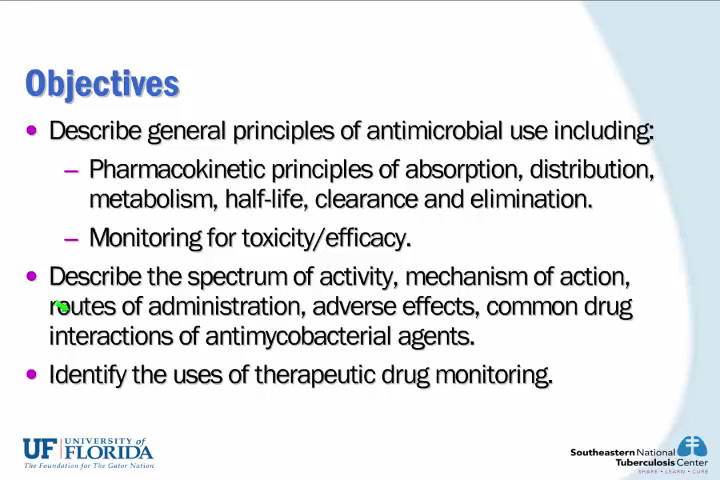 Objectives
• Describe general principles of antimicrobial use including:
– Pharmacokinetic principles of absorption, distribution,
metabolism, half-life, clearance and elimination.
– Monitoring for toxicity/efficacy.
• Describe the spectrum of activity, mechanism of action,
routes of administration, adverse effects, common drug
interactions of antimycobacterial agents.
• Identify the uses of therapeutic drug monitoring.
UF UNIVERSITY of
FLORIDA
The Foundation for The Gator Nation
Southeastern National
Tuberculosis Center
SHARE • LEARN • CURE